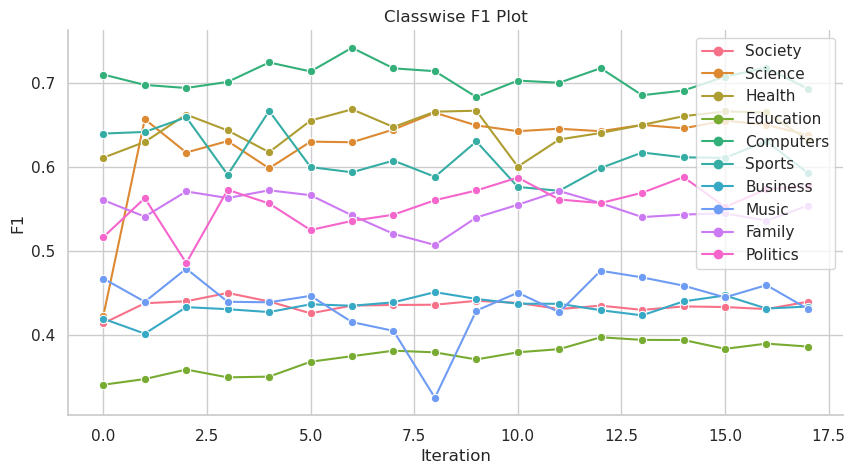 Classwise F1 Plot
Society
Science
Health
Education
Computers
Sports
Business
Music
Family
Politics
0.7
0.6
0.5
0.4
F1
0.0 2.5 5.0 7.5 10.0 12.5 15.0 17.5
Iteration